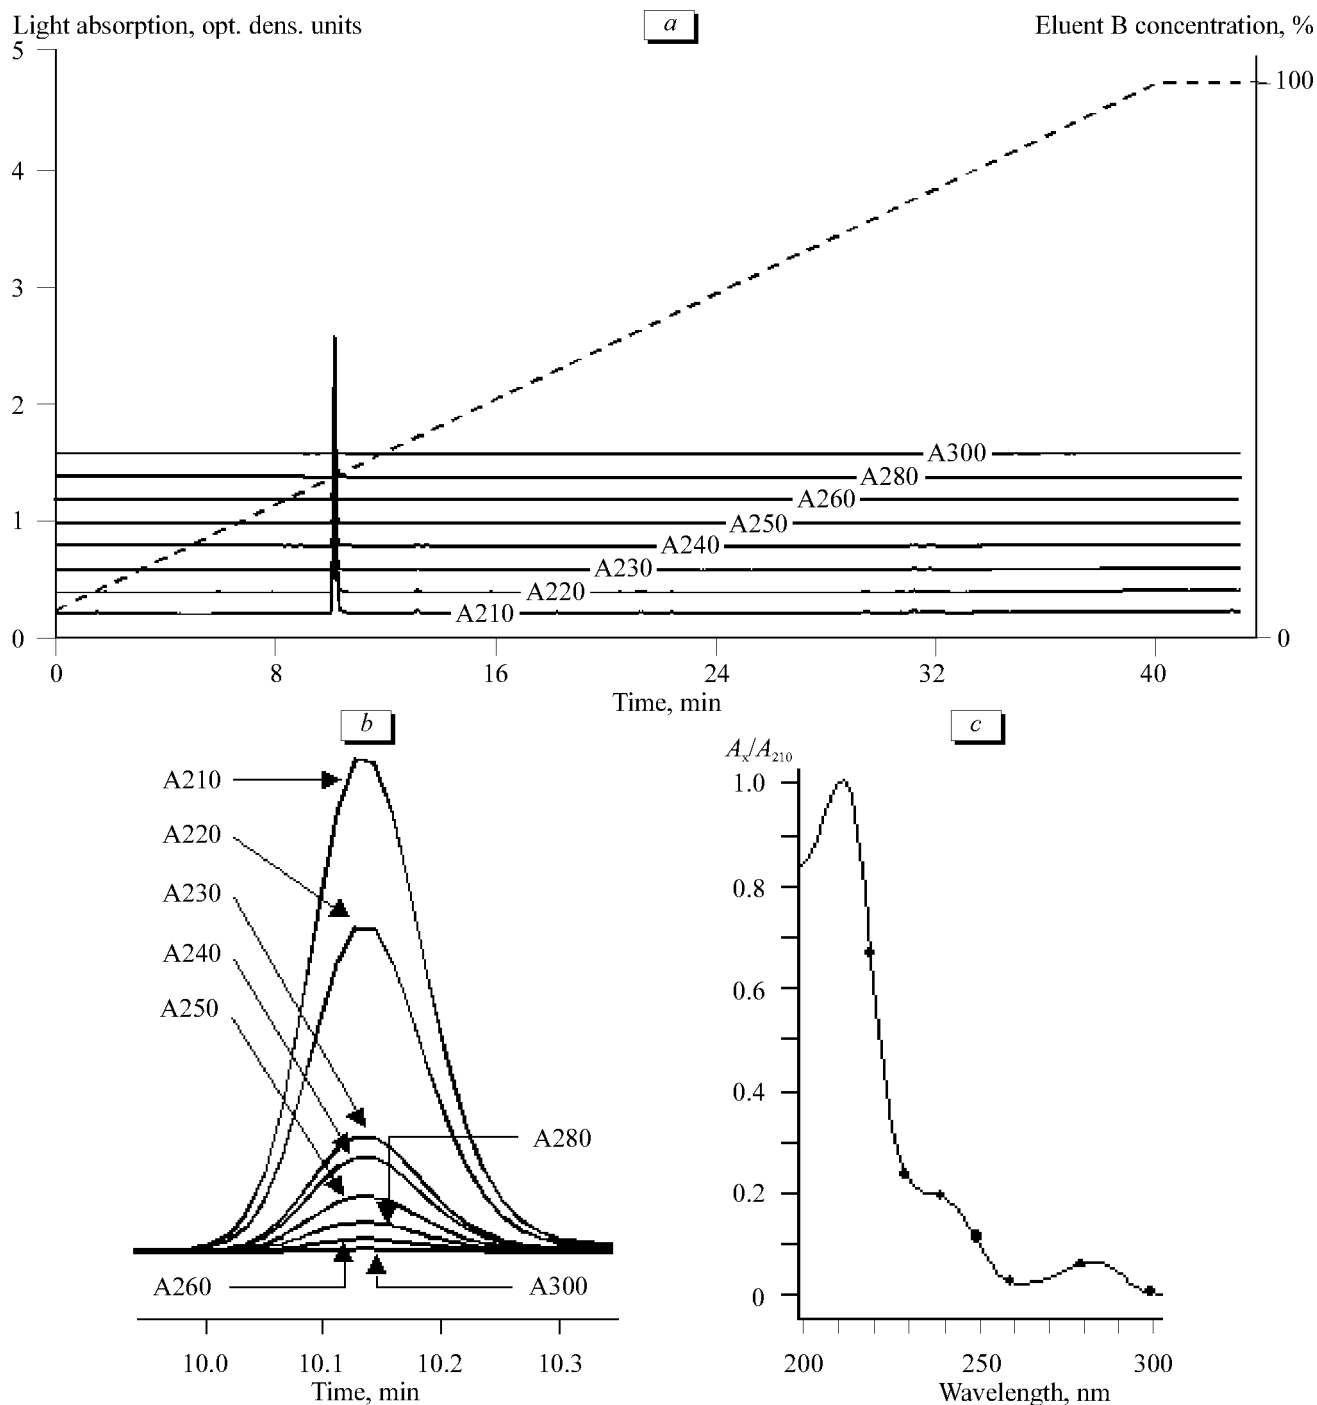 Light absorption, opt. dens. units
a
Eluent B concentration, %
5
100
4
3
2
A300
A280
A260
1
A250
A240
A230
A220
A210
0
0
0 8 16 24 32 40
Time, min
b
A210
A220
A230
A240
A250
A280
A260
A300
10.0 10.1 10.2 10.3
Time, min
c
Ax/A210
1.0
0.8
0.6
0.4
0.2
0
200 250 300
Wavelength, nm